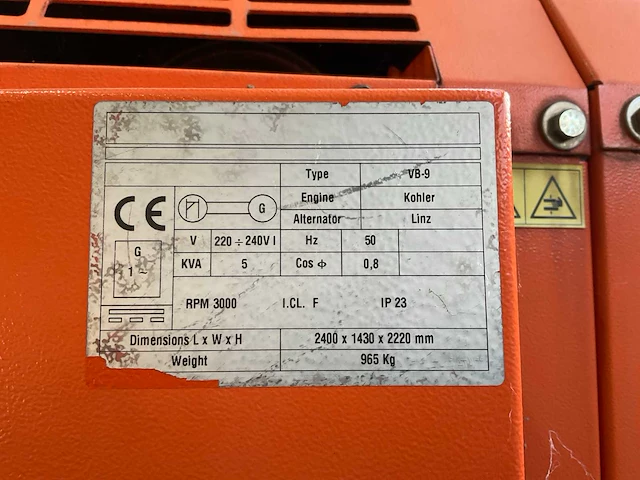 Type VB-9
CE G Engine Kohler
Alternator Linz
V 220 ÷ 240V I Hz 50
G
1 ~
KVA 5 Cos Φ 0,8
RPM 3000 I.CL. F IP 23
Dimensions L x W x H 2400 x 1430 x 2220 mm
Weight 965 Kg